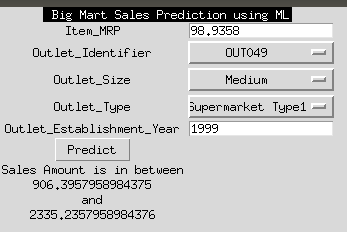 Big Mart Sales Prediction using ML
Item_MRP 98.9358
Outlet_Identifier OUT049
Outlet_Size Medium
Outlet_Type Supermarket Type1
Outlet_Establishment_Year 1999
Predict
Sales Amount is in between
906.3957958984375
and
2335.2357958984376